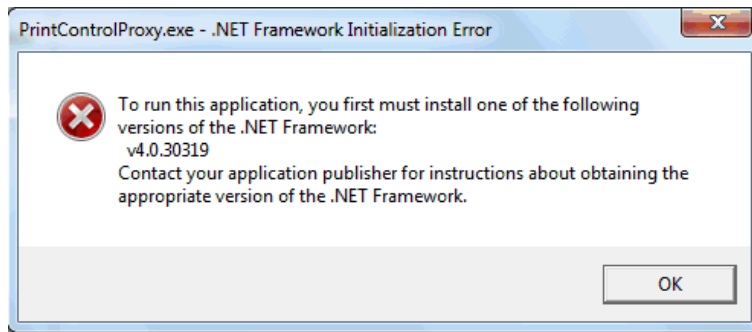 PrintControlProxy.exe - .NET Framework Initialization Error
To run this application, you first must install one of the following
versions of the .NET Framework:
v4.0.30319
Contact your application publisher for instructions about obtaining the
appropriate version of the .NET Framework.
OK